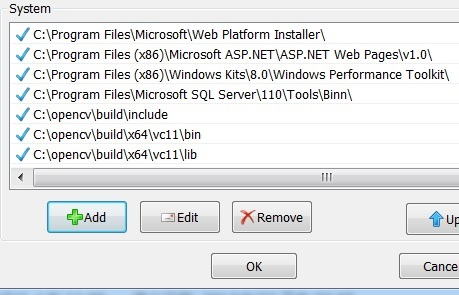 System
C:\Program Files\Microsoft\Web Platform Installer\
C:\Program Files (x86)\Microsoft ASP.NET\ASP.NET Web Pages\v1.0\
C:\Program Files (x86)\Windows Kits\8.0\Windows Performance Toolkit\
C:\Program Files\Microsoft SQL Server\110\Tools\Binn\
C:\opencv\build\include
C:\opencv\build\x64\vc11\bin
C:\opencv\build\x64\vc11\lib
Add Edit Remove Up
OK Cance